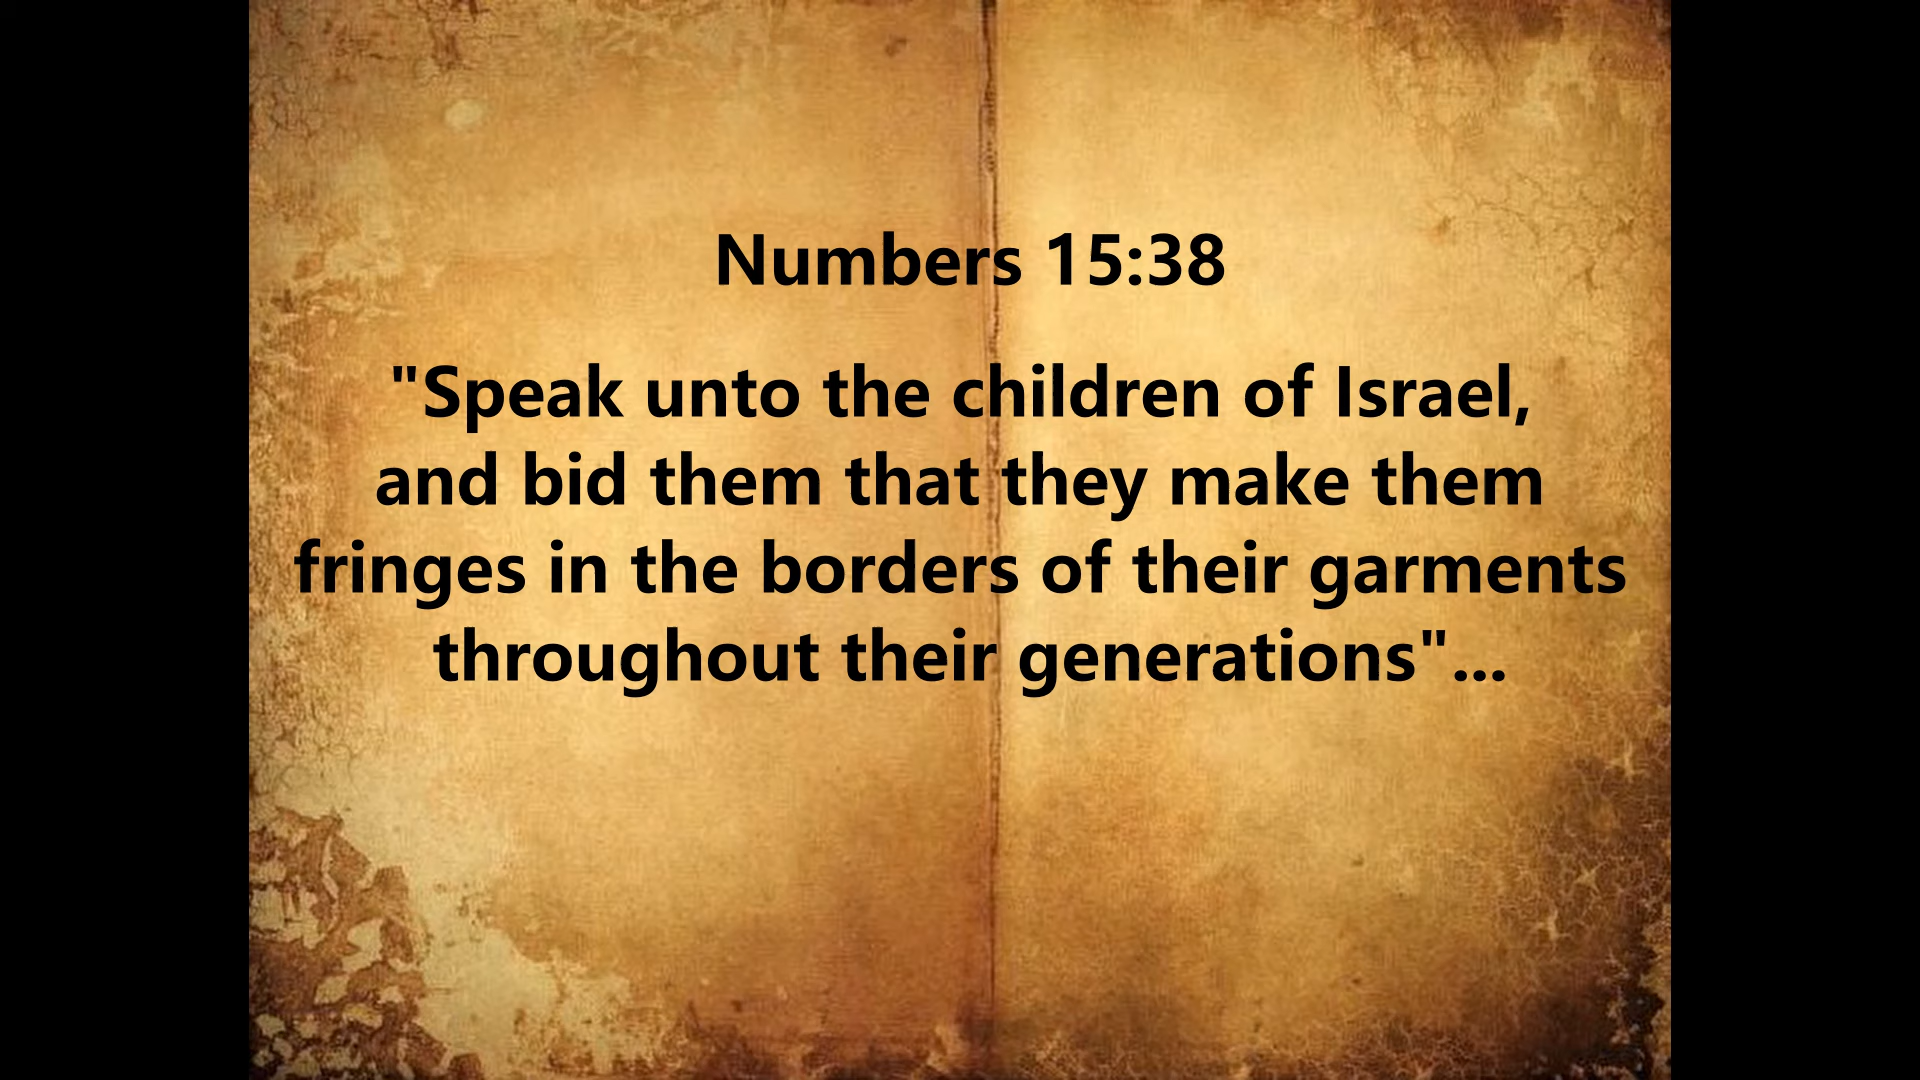 Numbers 15:38
"Speak unto the children of Israel,
and bid them that they make them
fringes in the borders of their garments
throughout their generations"...